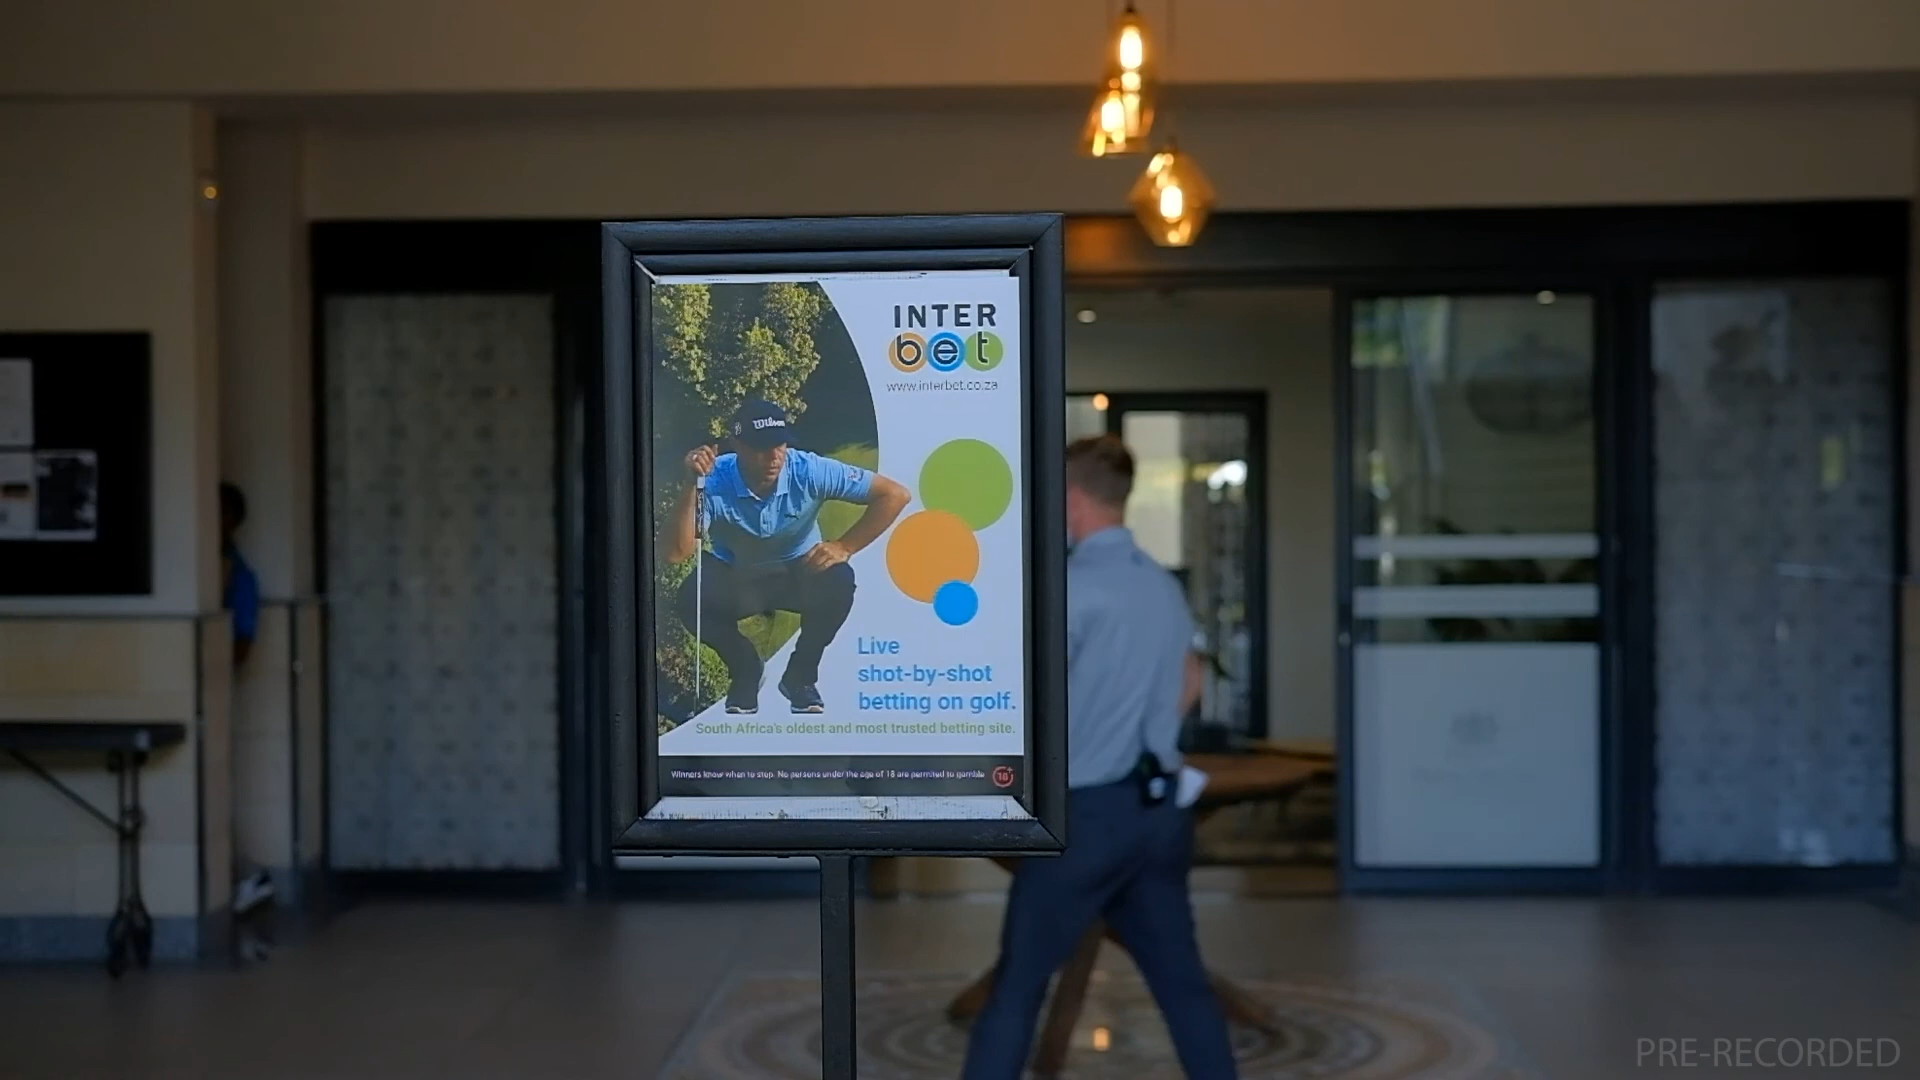 INTER
bet
www.interbet.co.za
Wilson
Live
shot-by-shot
betting on golf.
South Africa's oldest and most trusted betting site.
Winners know when to stop. No persons under the age of 18 are permitted to gamble
18+
PRE-RECORDED